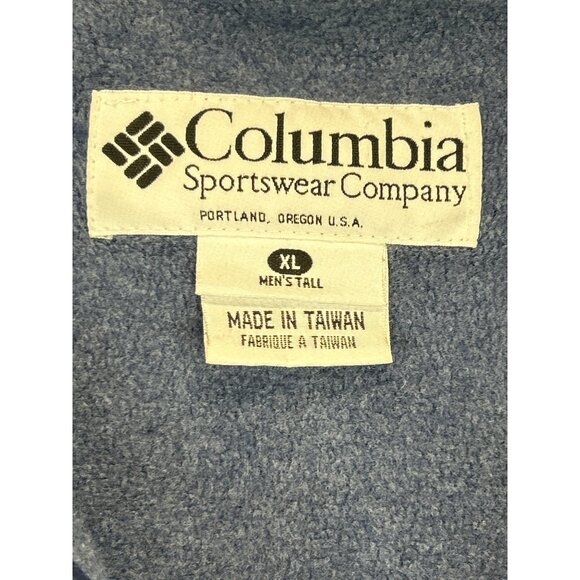 Columbia
Sportswear Company
PORTLAND, OREGON U.S.A.
XL
MEN'S TALL
MADE IN TAIWAN
FABRIQUE A TAIWAN